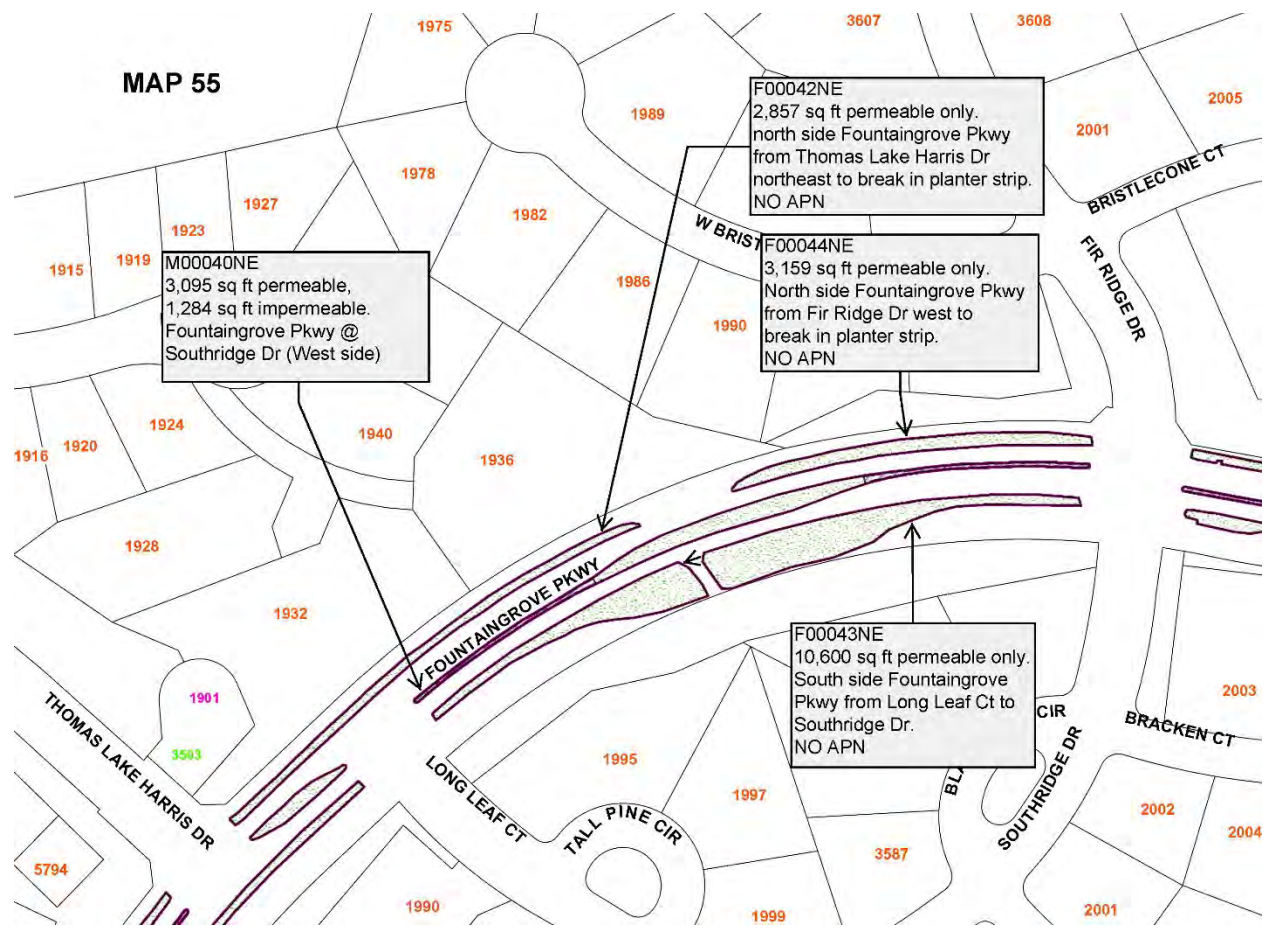 MAP 55
1975
3607
3608
1989
2001
2005
F00042NE
2,857 sq ft permeable only.
north side Fountaingrove Pkwy
from Thomas Lake Harris Dr
northeast to break in planter strip.
NO APN
BRISTLECONE CT
1978
1982
1927
1923
1919
1915
W BRIST
FIR RIDGE DR
F00044NE
3,159 sq ft permeable only.
North side Fountaingrove Pkwy
from Fir Ridge Dr west to
break in planter strip.
NO APN
M00040NE
3,095 sq ft permeable,
1,284 sq ft impermeable.
Fountaingrove Pkwy @
Southridge Dr (West side)
1986
1990
1924
1920
1916
1940
1936
1928
1932
FOUNTAINGROVE PKWY
F00043NE
10,600 sq ft permeable only.
South side Fountaingrove
Pkwy from Long Leaf Ct to
Southridge Dr.
NO APN
1901
3503
THOMAS LAKE HARRIS DR
LONG LEAF CT
1995
1997
TALL PINE CIR
BLA
CIR
SOUTHRIDGE DR
BRACKEN CT
2003
2002
2004
3587
5794
1990
1999
2001